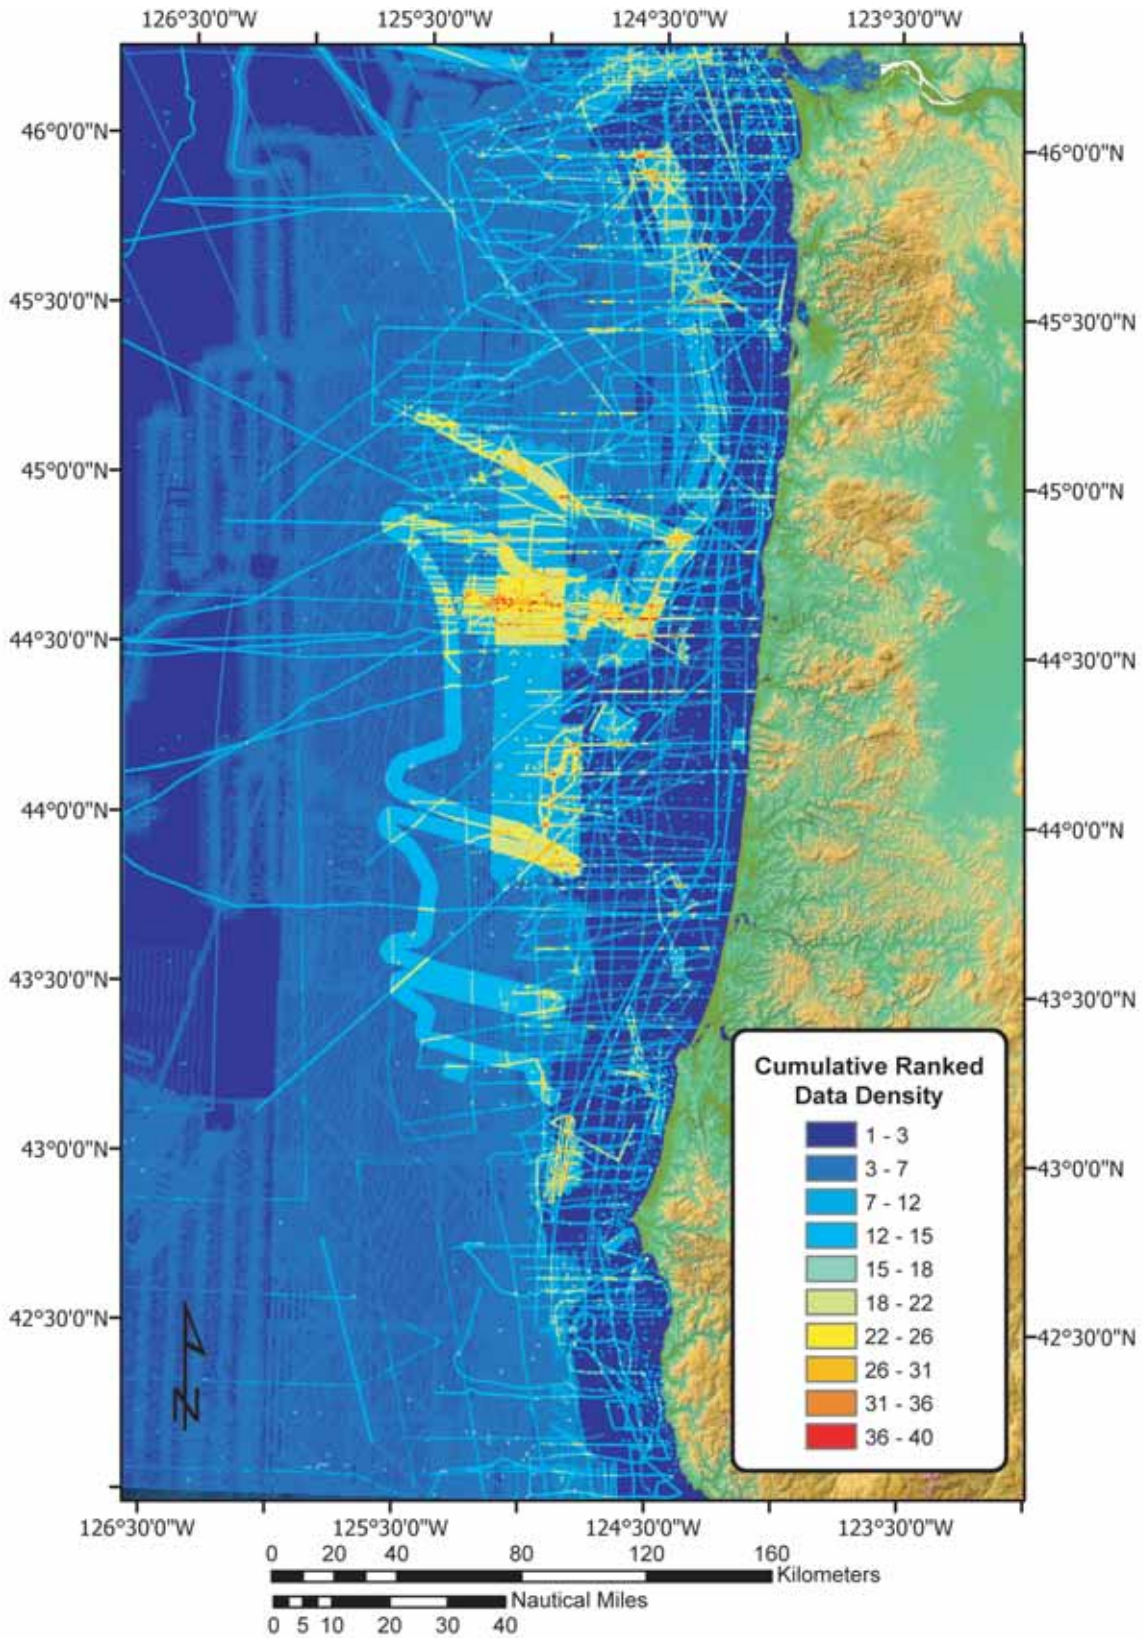 126°30'0"W 125°30'0"W 124°30'0"W 123°30'0"W
46°0'0"N
46°0'0"N
45°30'0"N
45°30'0"N
45°0'0"N
45°0'0"N
44°30'0"N
44°30'0"N
44°0'0"N
44°0'0"N
43°30'0"N
43°30'0"N
43°0'0"N
43°0'0"N
42°30'0"N
42°30'0"N
Cumulative Ranked
Data Density
1 - 3
3 - 7
7 - 12
12 - 15
15 - 18
18 - 22
22 - 26
26 - 31
31 - 36
36 - 40
N
126°30'0"W 125°30'0"W 124°30'0"W 123°30'0"W
0 20 40 80 120 160
Kilometers
Nautical Miles
0 5 10 20 30 40